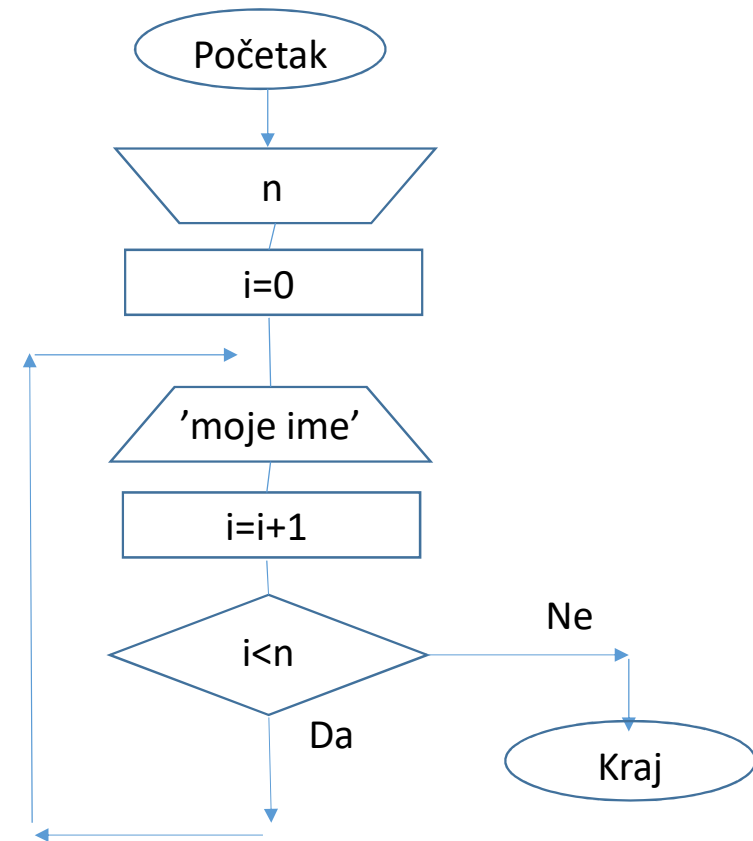 Početak
n
i=0
’moje ime’
i=i+1
i<n
Ne
Da
Kraj